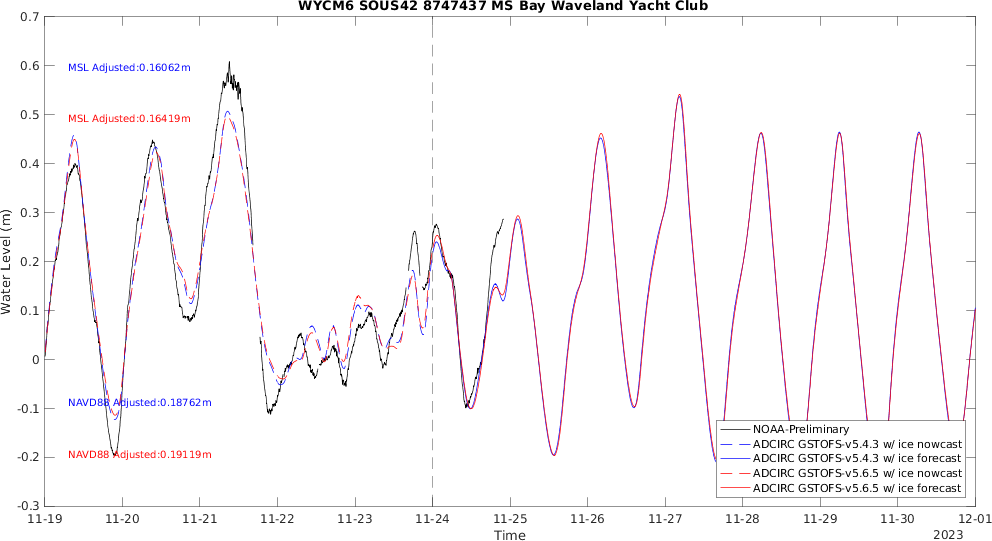 WYCM6 SOUS42 8747437 MS Bay Waveland Yacht Club
0.7
0.6
0.5
0.4
0.3
0.2
0.1
0
-0.1
-0.2
-0.3
Water Level (m)
MSL Adjusted:0.16062m
MSL Adjusted:0.16419m
NAVD88 Adjusted:0.18762m
NAVD88 Adjusted:0.19119m
NOAA-Preliminary
ADCIRC GSTOFS-v5.4.3 w/ ice nowcast
ADCIRC GSTOFS-v5.4.3 w/ ice forecast
ADCIRC GSTOFS-v5.6.5 w/ ice nowcast
ADCIRC GSTOFS-v5.6.5 w/ ice forecast
11-19 11-20 11-21 11-22 11-23 11-24 11-25 11-26 11-27 11-28 11-29 11-30 12-01
Time
2023